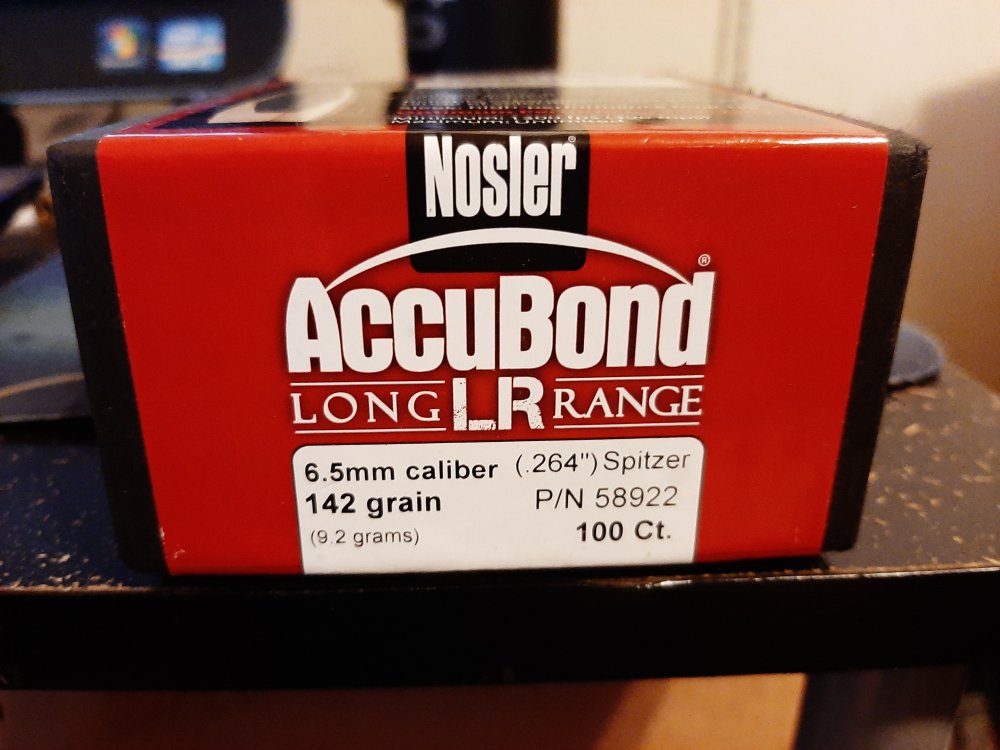 Nosler®
AccuBond®
LONG LR RANGE
6.5mm caliber (.264") Spitzer
142 grain P/N 58922
(9.2 grams) 100 Ct.